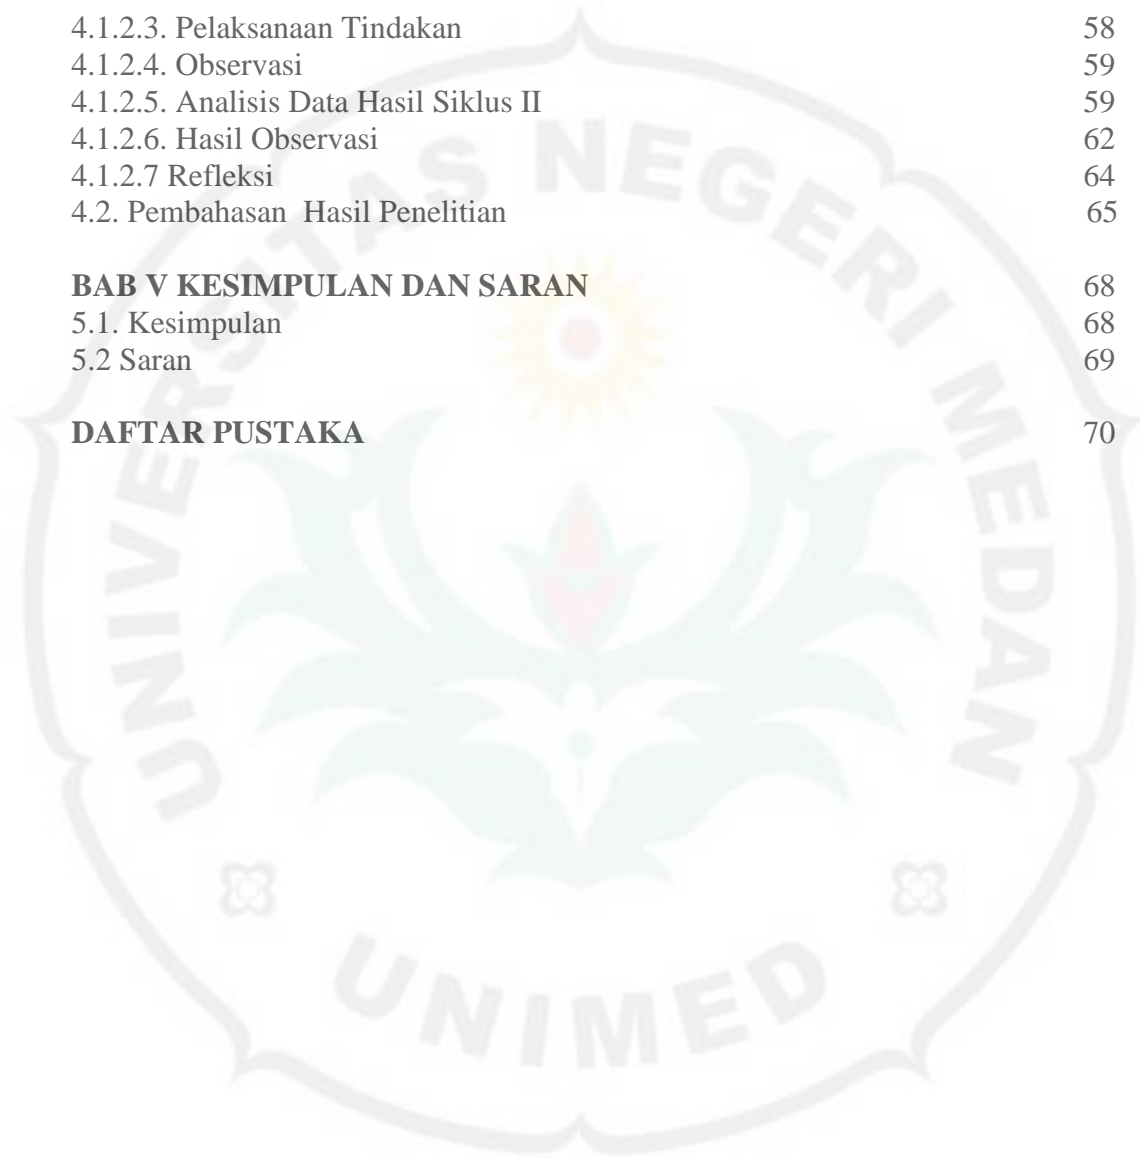 4.1.2.3. Pelaksanaan Tindakan 58
4.1.2.4. Observasi 59
4.1.2.5. Analisis Data Hasil Siklus II 59
4.1.2.6. Hasil Observasi 62
4.1.2.7 Refleksi 64
4.2. Pembahasan Hasil Penelitian 65
BAB V KESIMPULAN DAN SARAN 68
5.1. Kesimpulan 68
5.2 Saran 69
DAFTAR PUSTAKA 70
UNIVERSITAS NEGERI MEDAN
UNIMED